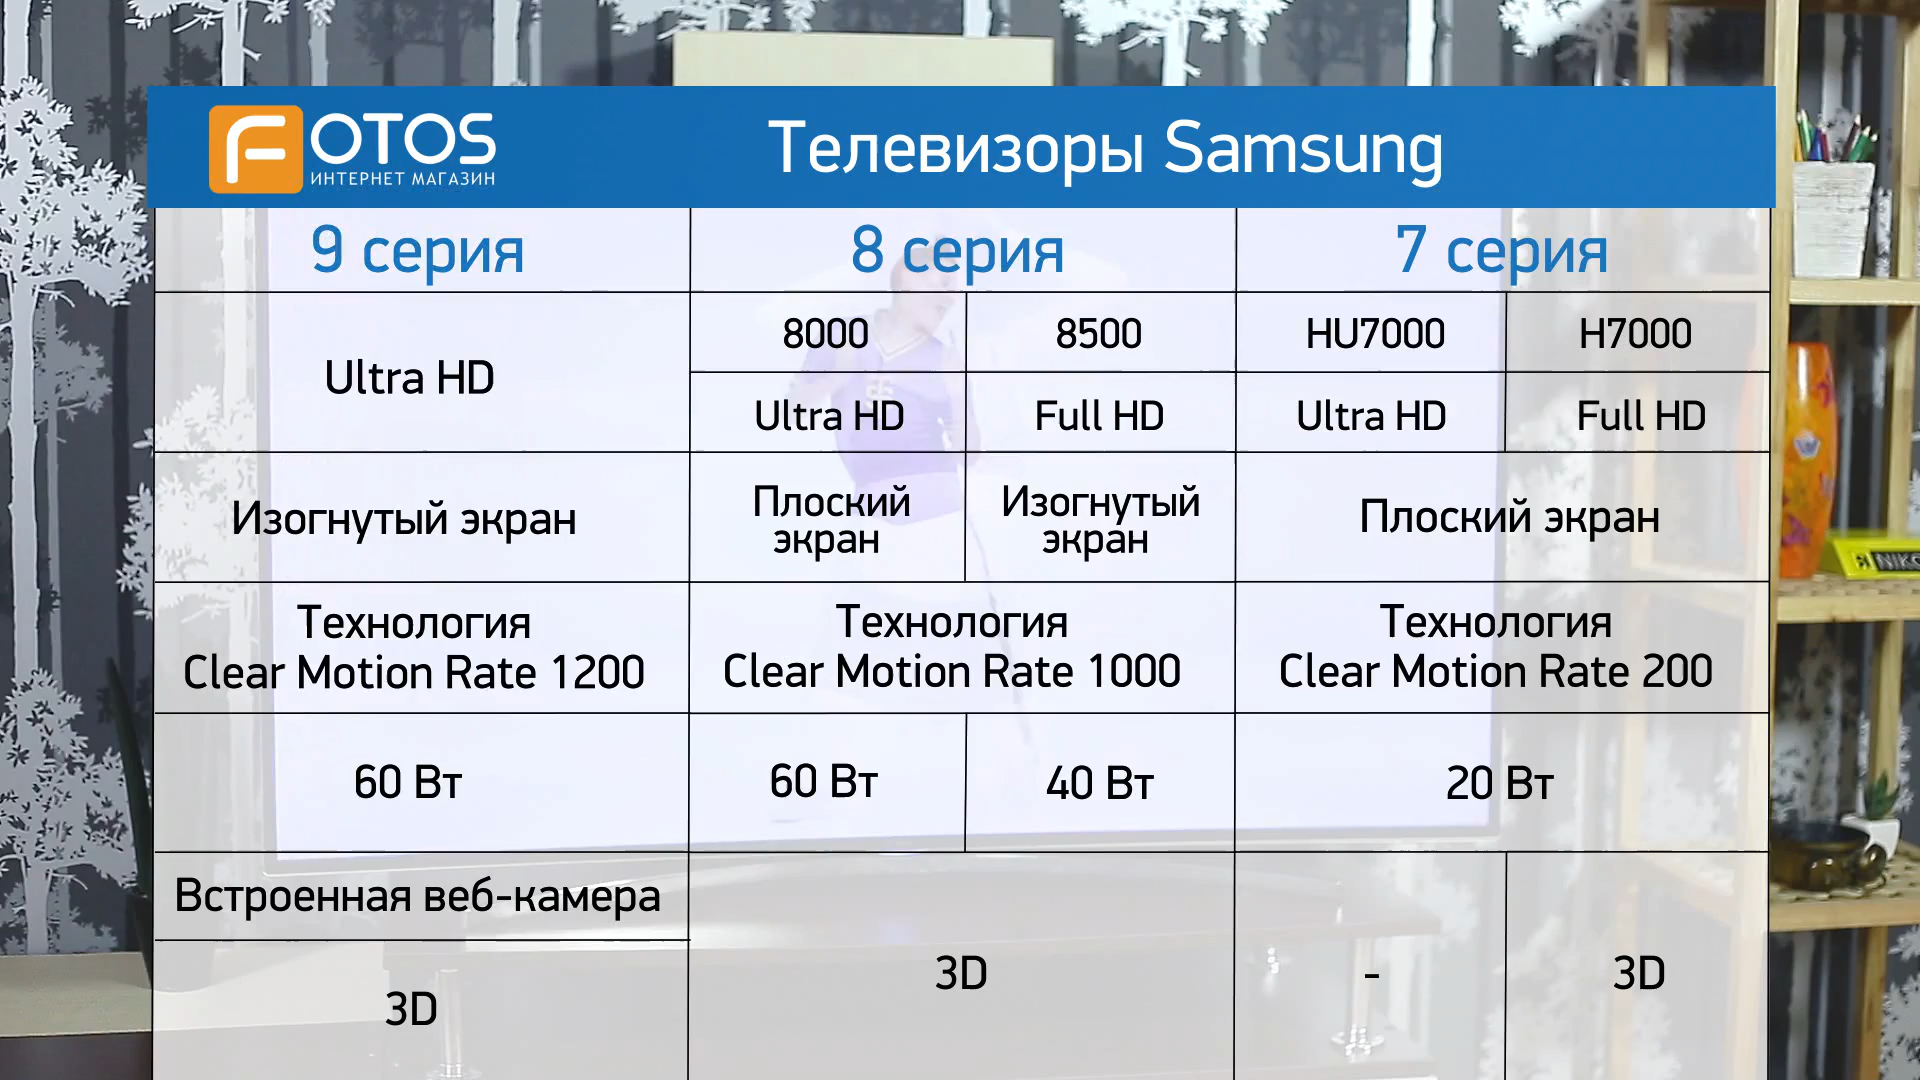 FOTOS
ИНТЕРНЕТ МАГАЗИН
Телевизоры Samsung
9 серия
8 серия
7 серия
8000
8500
HU7000
H7000
Ultra HD
Ultra HD
Full HD
Ultra HD
Full HD
Изогнутый экран
Плоский
экран
Изогнутый
экран
Плоский экран
Технология
Clear Motion Rate 1200
Технология
Clear Motion Rate 1000
Технология
Clear Motion Rate 200
60 Вт
60 Вт
40 Вт
20 Вт
Встроенная веб-камера
3D
3D
-
3D